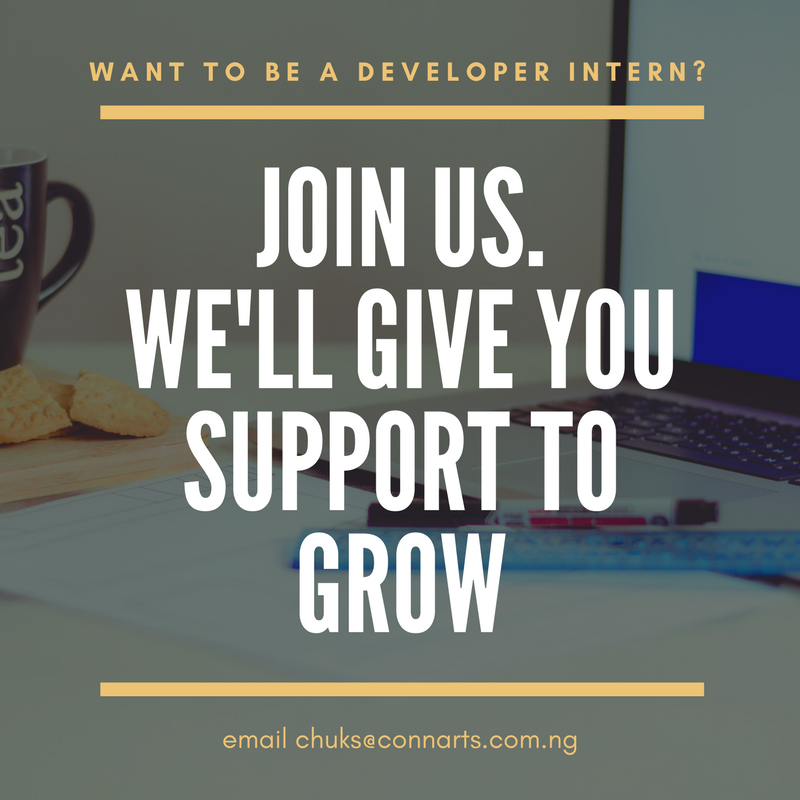 WANT TO BE A DEVELOPER INTERN?
JOIN US.
WE'LL GIVE YOU
SUPPORT TO
GROW
email chuks@connarts.com.ng
tea